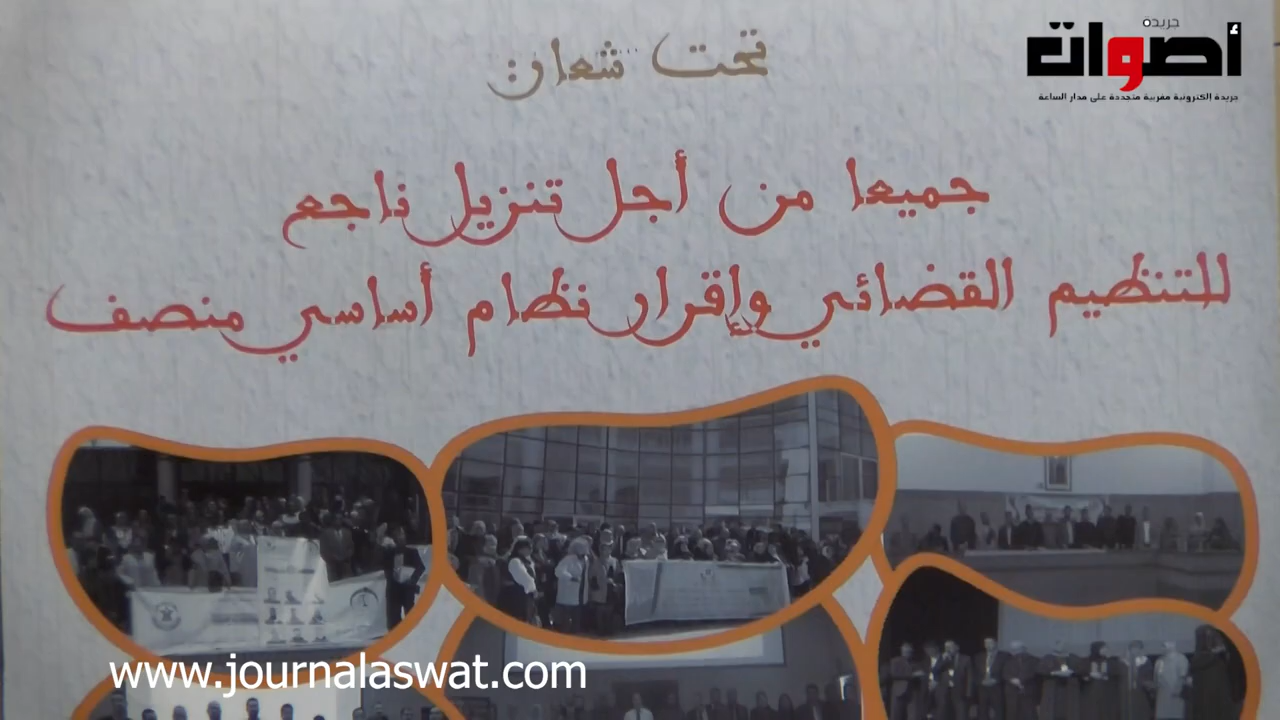 جريدة
أصوات
جريدة إلكترونية مغربية متجددة على مدار الساعة
تحت شعار:
جميعا من أجل تنزيل ناجع
للتنظيم القضائي وإقرار نظام أساسي منصف
www.journalaswat.com